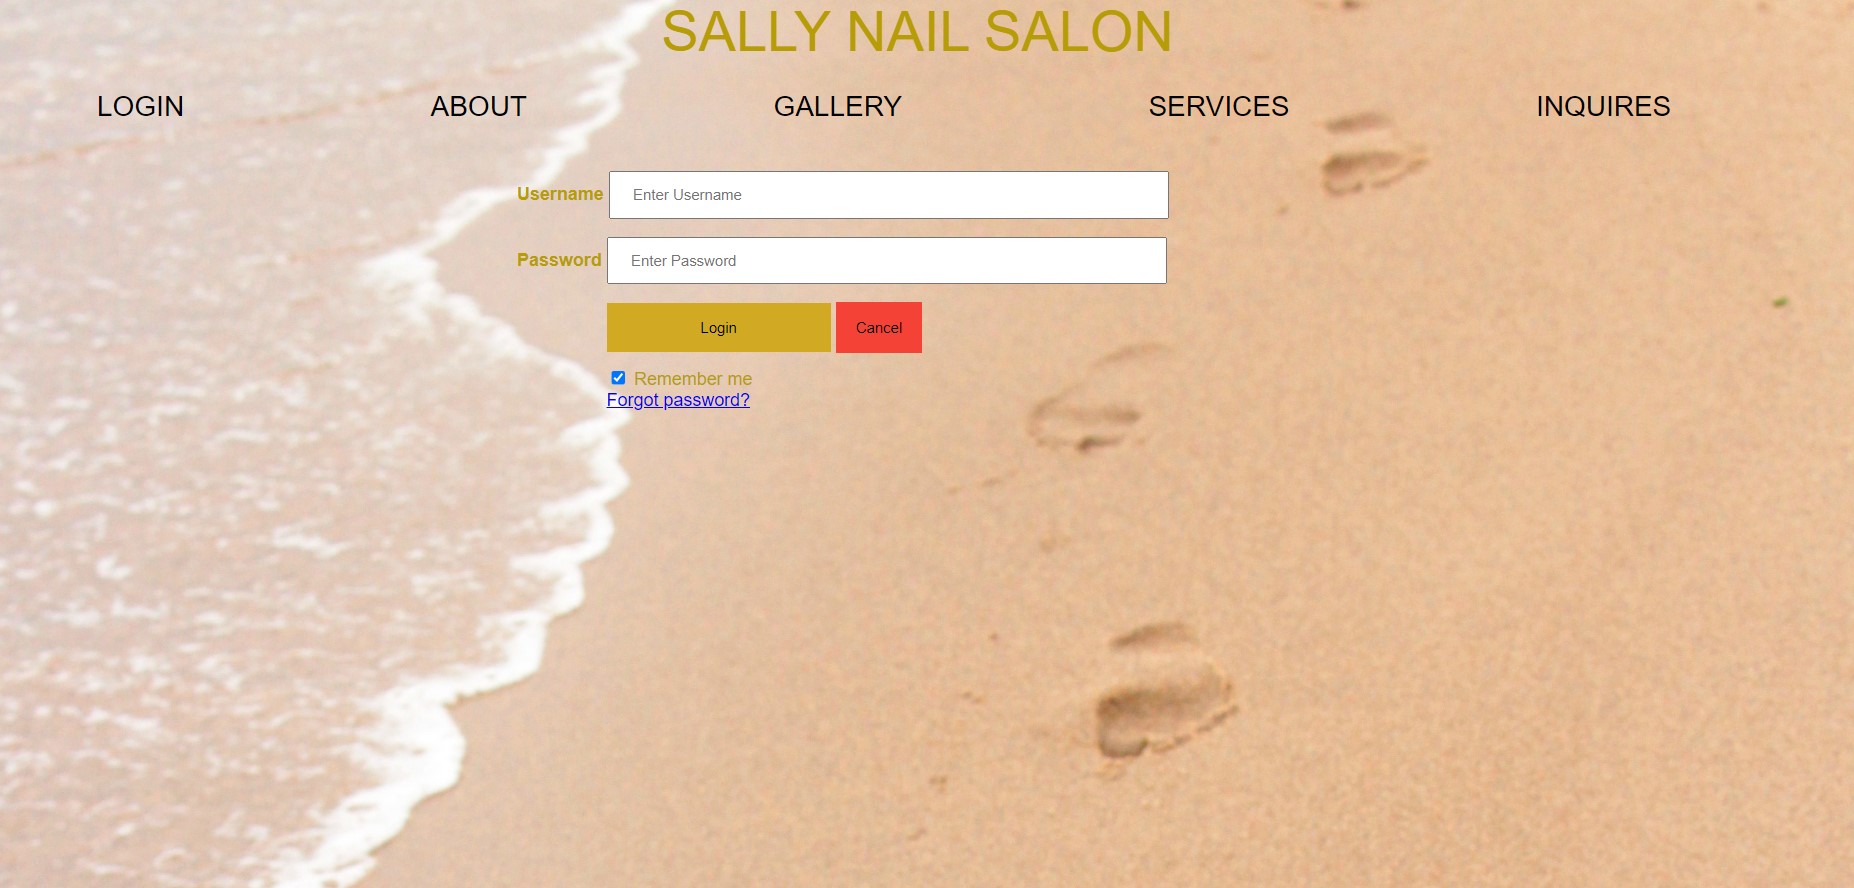 SALLY NAIL SALON
LOGIN ABOUT GALLERY SERVICES INQUIRES
Username Enter Username
Password Enter Password
Login Cancel
Remember me
Forgot password?